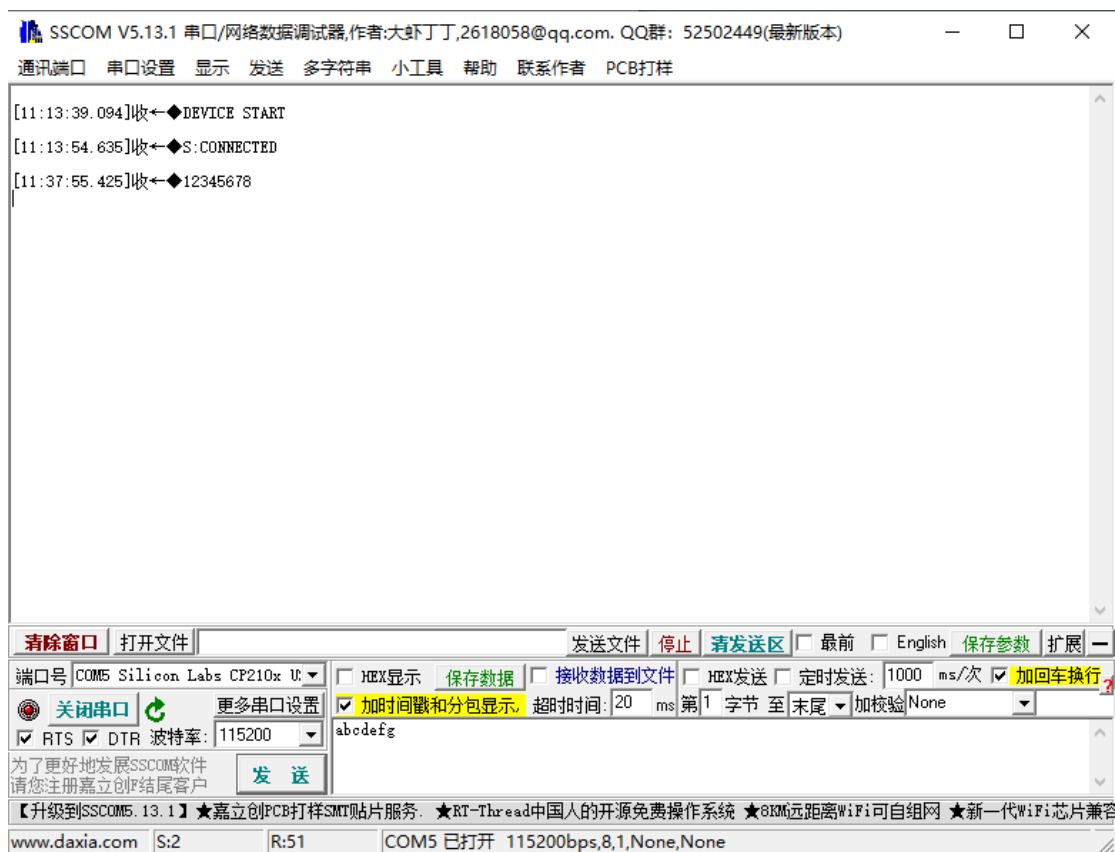 SSCOM V5.13.1 串口/网络数据调试器,作者:大虾丁丁,2618058@qq.com. QQ群: 52502449(最新版本)
通讯端口 串口设置 显示 发送 多字符串 小工具 帮助 联系作者 PCB打样
[11:13:39.094]收←◆DEVICE START
[11:13:54.635]收←◆S:CONNECTED
[11:37:55.425]收←◆12345678
清除窗口 打开文件 发送文件 停止 清发送区 最前 English 保存参数 扩展 —
端口号 COM5 Silicon Labs CP210x U HEX显示 保存数据 接收数据到文件 HEX发送 定时发送: 1000 ms/次 加回车换行 ?
关闭串口 更多串口设置 加时间戳和分包显示, 超时时间: 20 ms 第 1 字节 至 末尾 加校验 None
RTS DTR 波特率: 115200 abcdefg
为了更好地发展SSCOM软件
请您注册嘉立创F结尾客户
发 送
【升级到SSCOM5.13.1】★嘉立创PCB打样SMT贴片服务. ★RT-Thread中国人的开源免费操作系统 ★8KM远距离WiFi可自组网 ★新一代WiFi芯片兼容
www.daxia.com S:2 R:51 COM5 已打开 115200bps,8,1,None,None